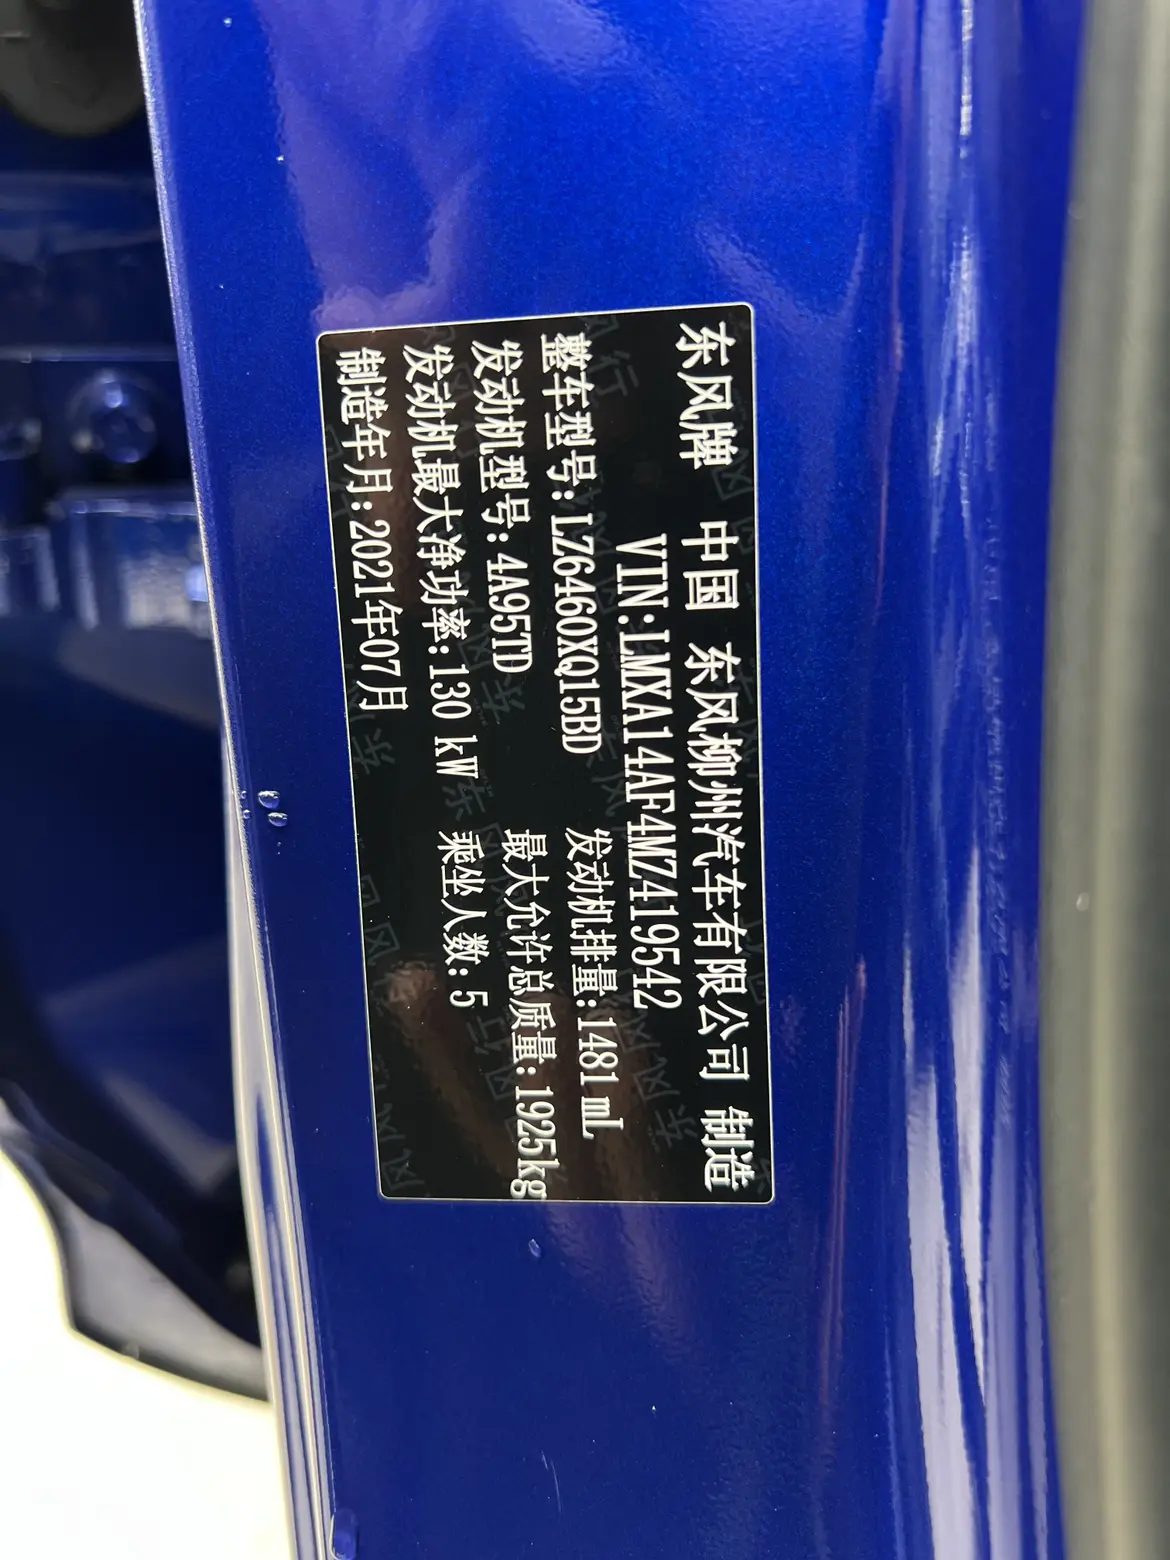 东风牌 中国 东风柳州汽车有限公司 制造
VIN:LMXA14AF4MZ419542
整车型号:LZ6460XQ15BD 发动机排量:1481 mL
发动机型号:4A95TD 最大允许总质量:1925kg
发动机最大净功率:130 kW 乘坐人数:5
制造年月:2021年07月